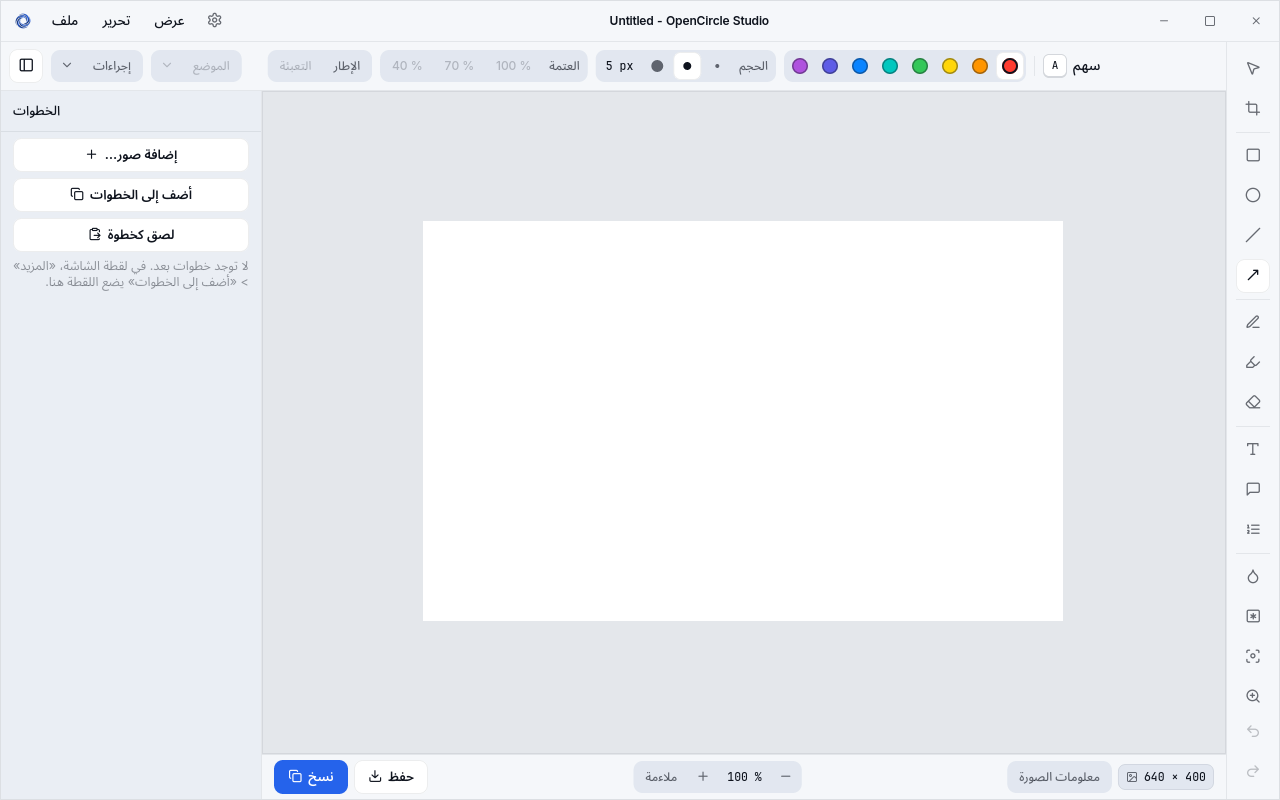 ملف
تحرير
عرض
Untitled - OpenCircle Studio
سهم
A
الحجم
5 px
العتمة
100 %
70 %
40 %
الإطار
التعبئة
الموضع
إجراءات
الخطوات
إضافة صور...
أضف إلى الخطوات
لصق كخطوة
لا توجد خطوات بعد. في لقطة الشاشة، «المزيد»
> «أضف إلى الخطوات» يضع اللقطة هنا.
640 × 400
معلومات الصورة
100 %
ملاءمة
حفظ
نسخ